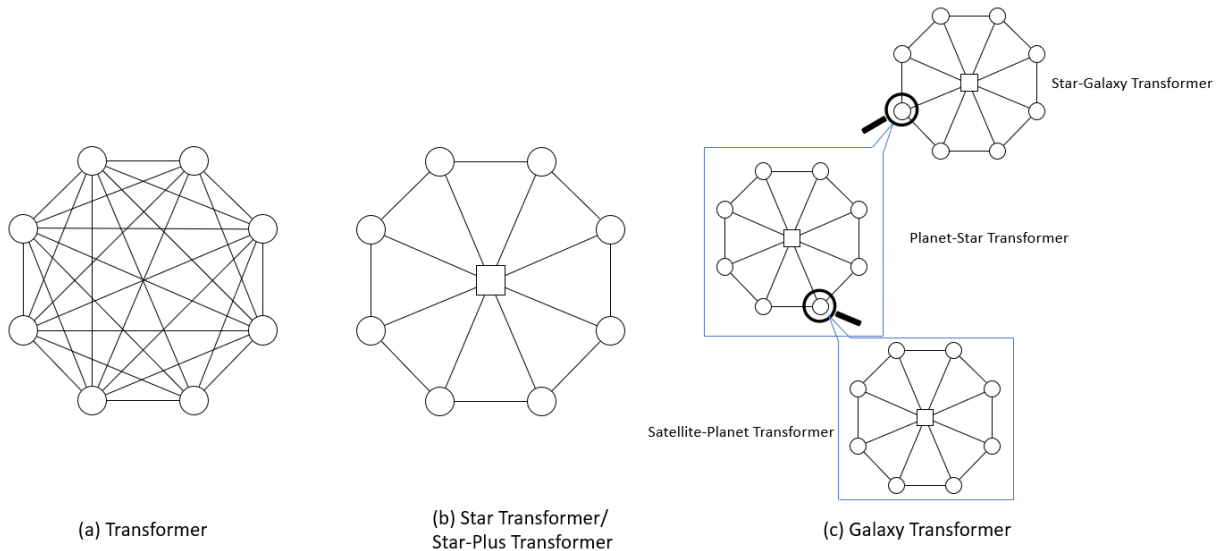 Star-Galaxy Transformer
Planet-Star Transformer
Satellite-Planet Transformer
(a) Transformer
(b) Star Transformer/
Star-Plus Transformer
(c) Galaxy Transformer